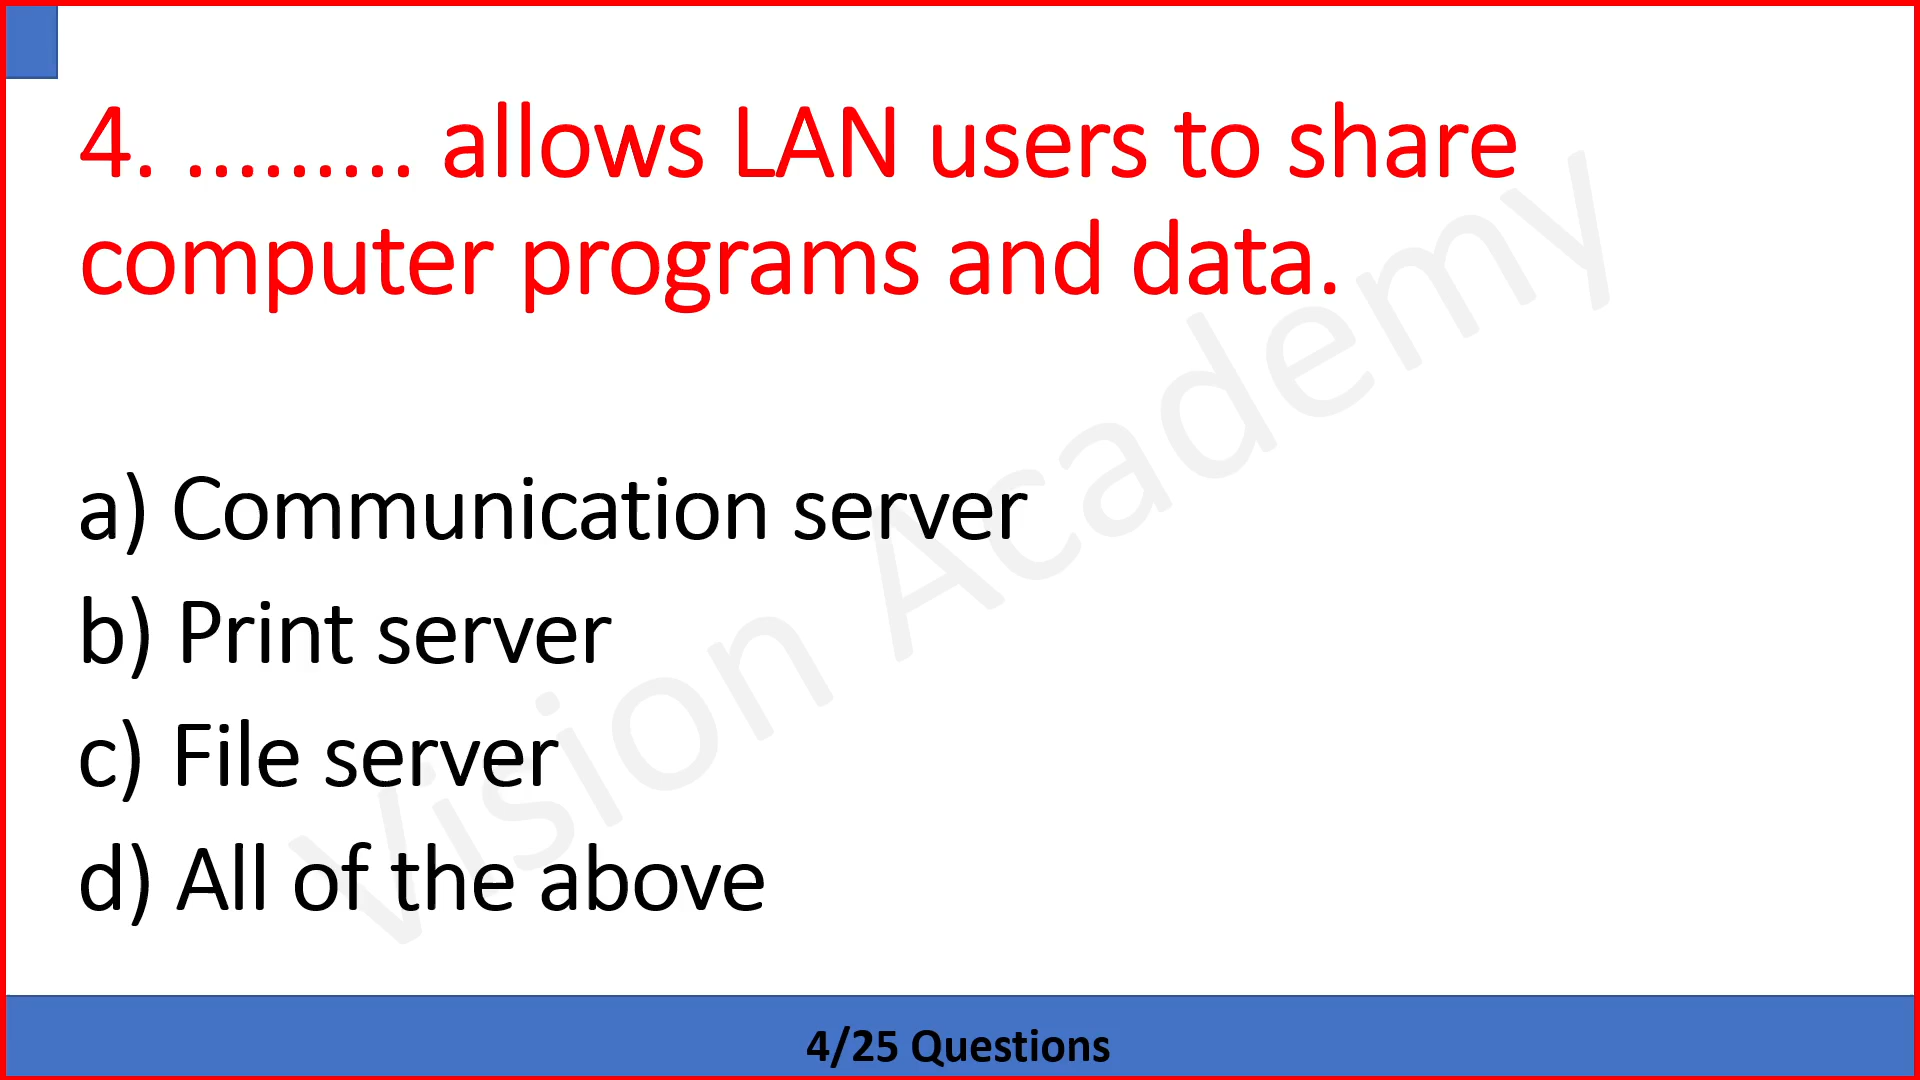 4. ......... allows LAN users to share
computer programs and data.
a) Communication server
b) Print server
c) File server
d) All of the above
Vision Academy
4/25 Questions